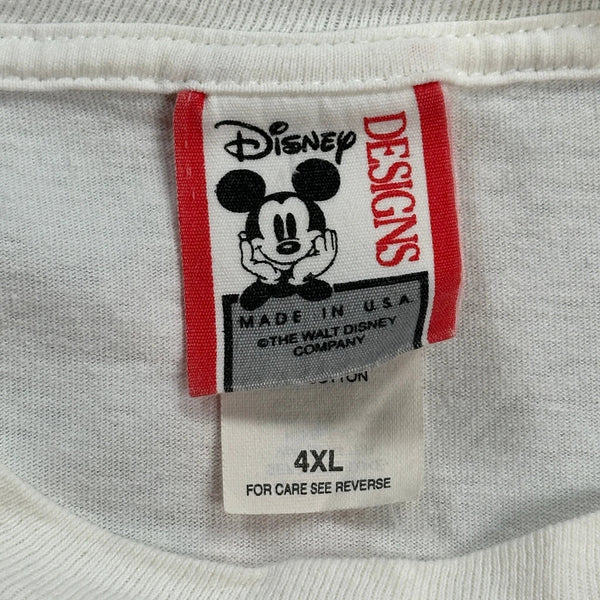 Disney
DESIGNS
MADE IN U.S.A.
©THE WALT DISNEY
COMPANY
4XL
FOR CARE SEE REVERSE